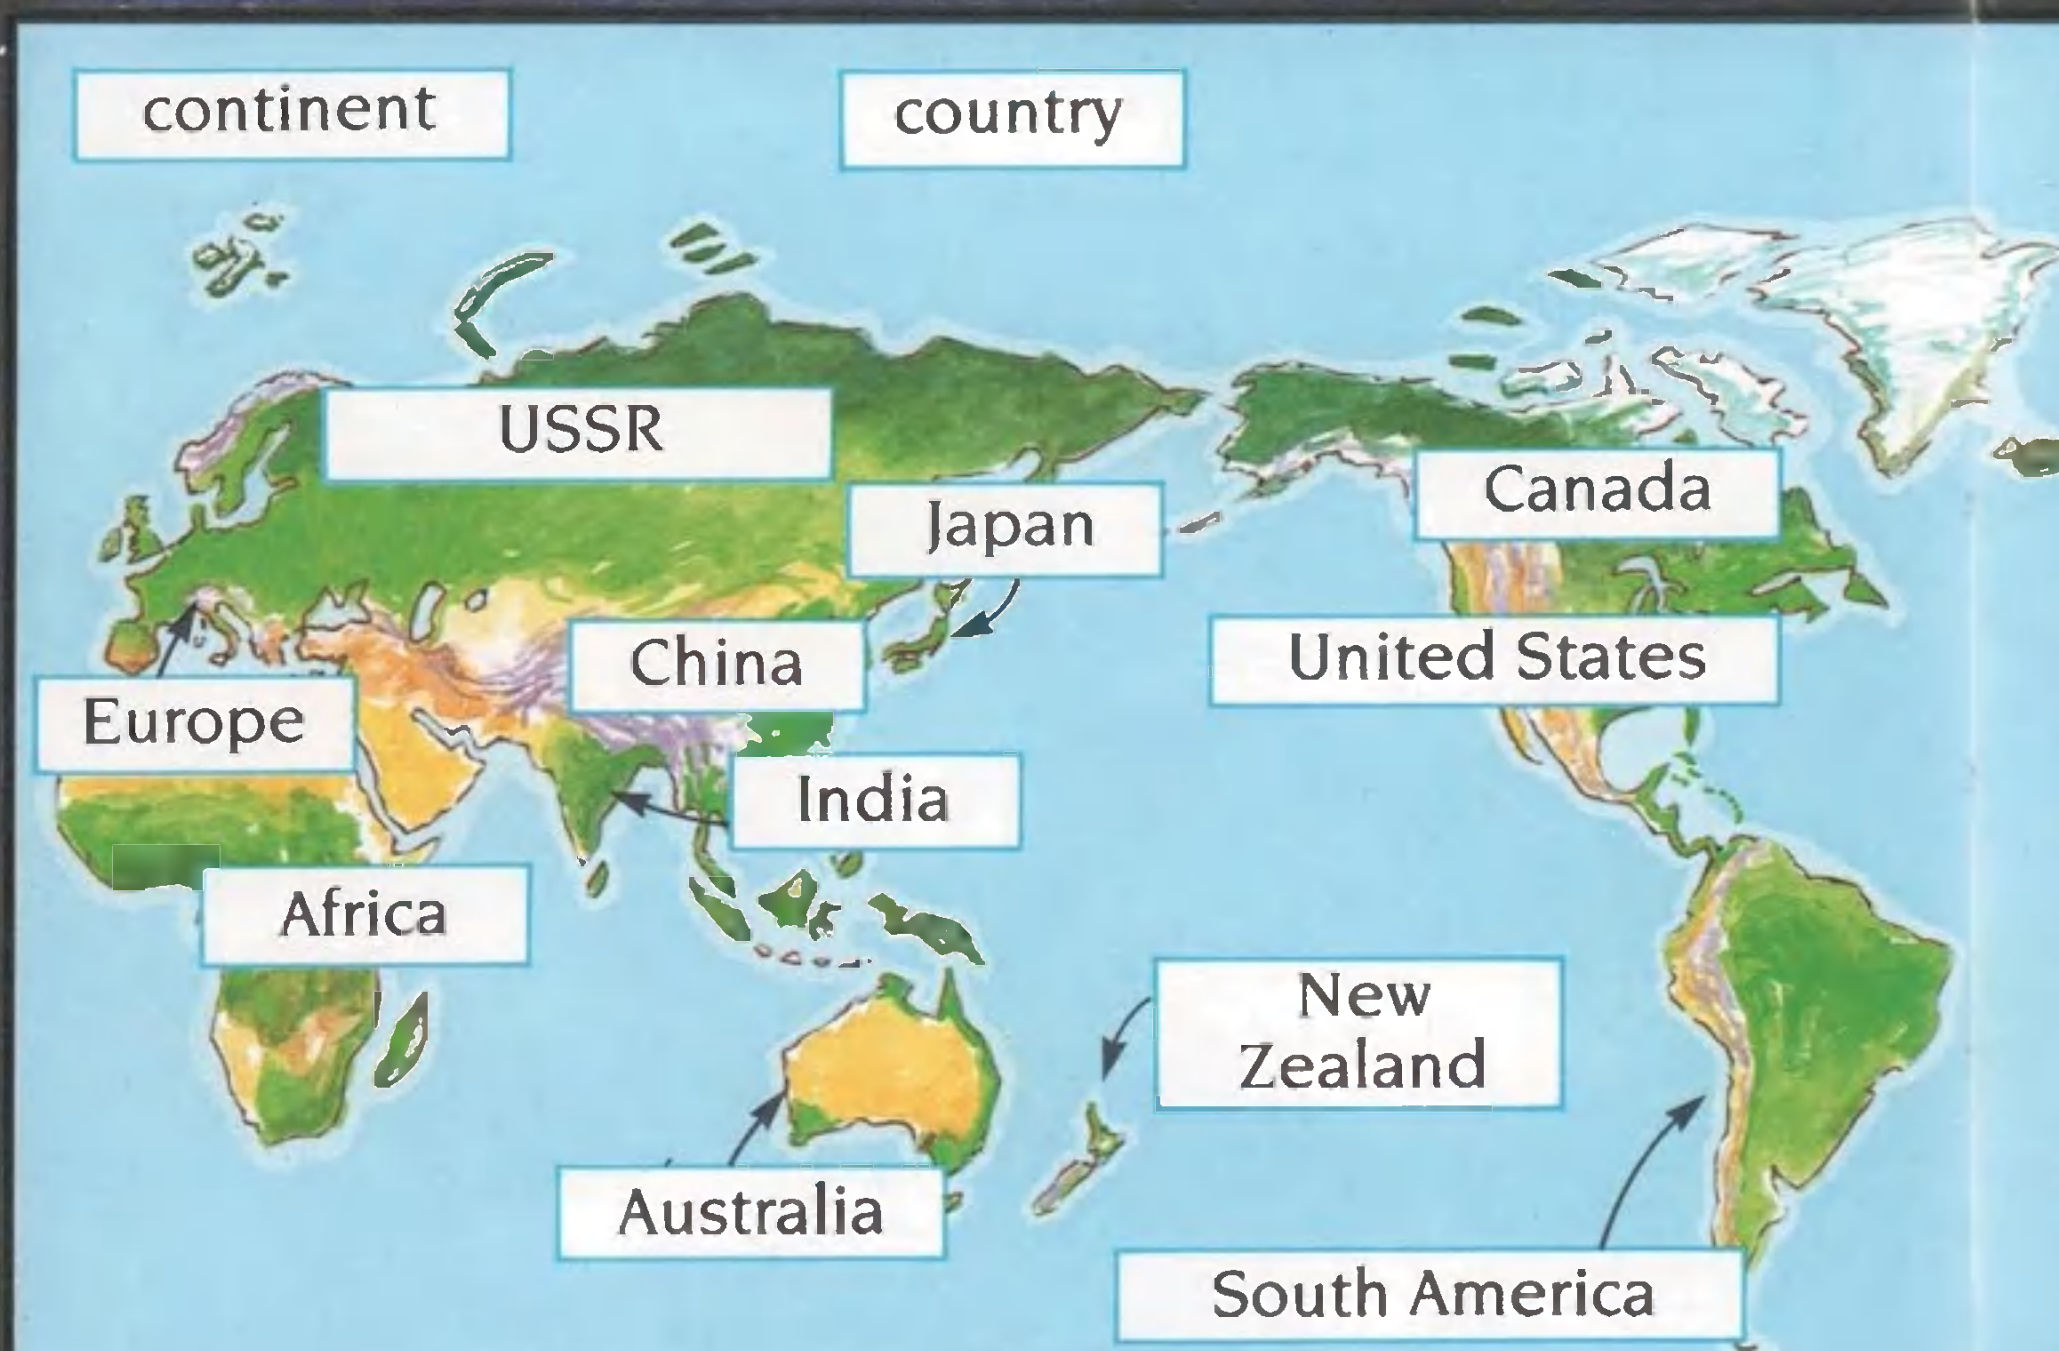 continent
country
USSR
Japan
Canada
China
United States
Europe
India
Africa
New
Zealand
Australia
South America